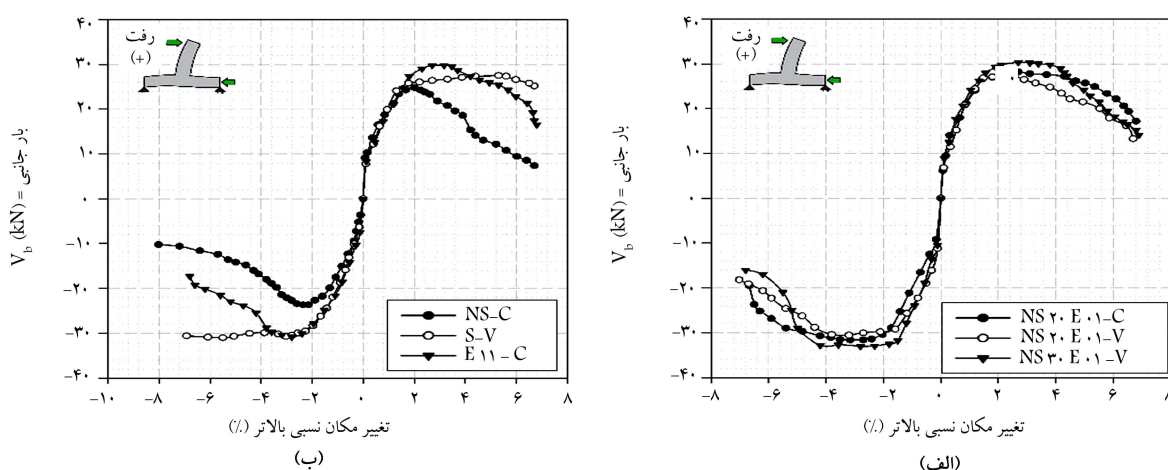 ۴۰
۳۰
۲۰
۱۰
۰
-۱۰
-۲۰
-۳۰
-۴۰
V_b (kN) = بار جانبی
رفت
(+)
NS ۲۰ E ۰۱-C
NS ۲۰ E ۰۱-V
NS ۳۰ E ۰۱-V
-۸ -۶ -۴ -۲ ۰ ۲ ۴ ۶ ۸
تغییر مکان نسبی بالاتر (٪)
(الف)
۴۰
۳۰
۲۰
۱۰
۰
-۱۰
-۲۰
-۳۰
-۴۰
V_b (kN) = بار جانبی
رفت
(+)
NS-C
S-V
E ۱۱-C
-۱۰ -۸ -۶ -۴ -۲ ۰ ۲ ۴ ۶ ۸
تغییر مکان نسبی بالاتر (٪)
(ب)